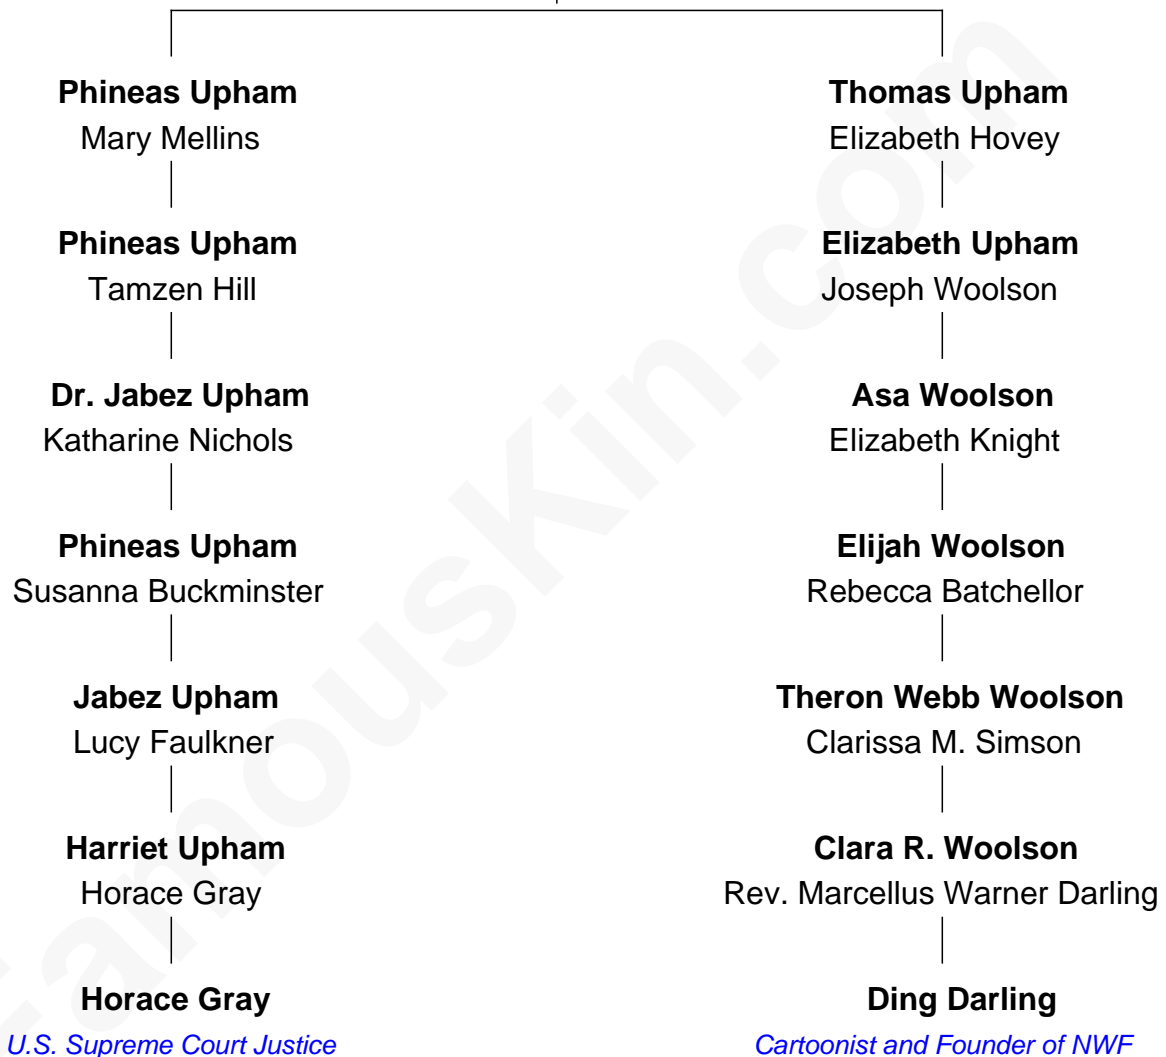 Phineas Upham
Mary Mellins
Phineas Upham
Tamzen Hill
Dr. Jabez Upham
Katharine Nichols
Phineas Upham
Susanna Buckminster
Jabez Upham
Lucy Faulkner
Harriet Upham
Horace Gray
Horace Gray
U.S. Supreme Court Justice
Thomas Upham
Elizabeth Hovey
Elizabeth Upham
Joseph Woolson
Asa Woolson
Elizabeth Knight
Elijah Woolson
Rebecca Batchellor
Theron Webb Woolson
Clarissa M. Simson
Clara R. Woolson
Rev. Marcellus Warner Darling
Ding Darling
Cartoonist and Founder of NWF
FamousKin.com